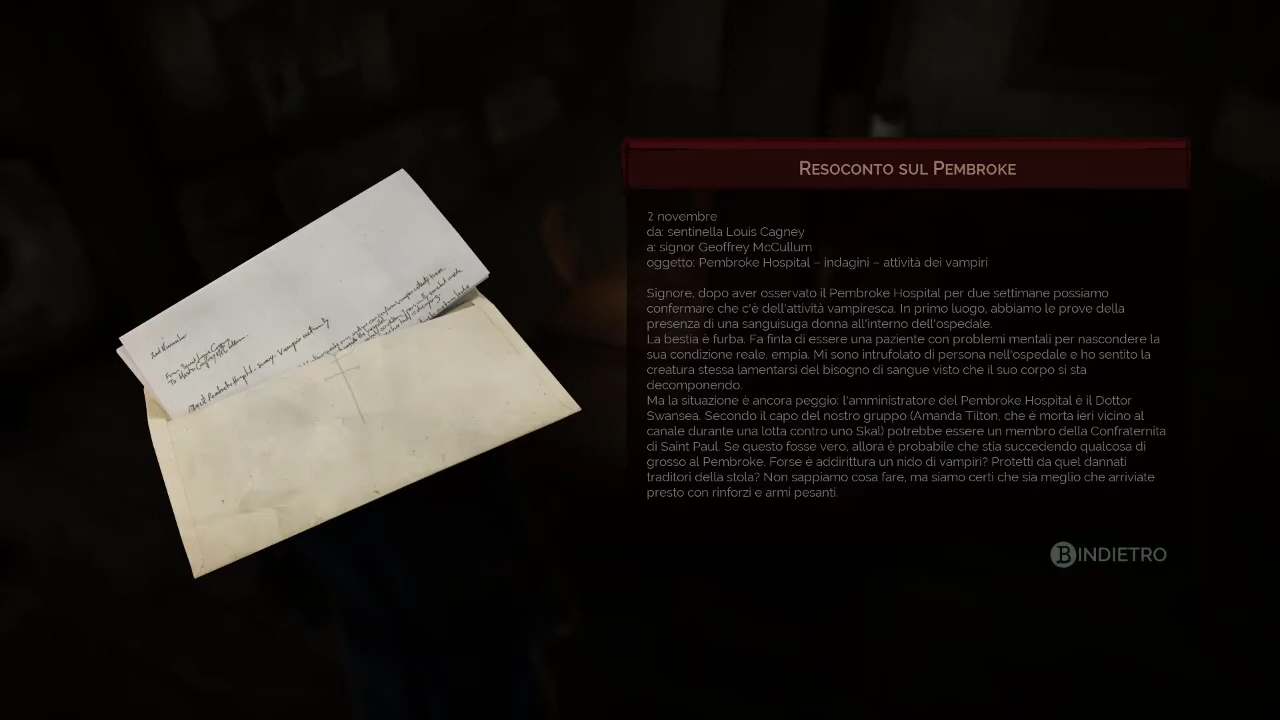 RESOCONTO SUL PEMBROKE
2 novembre
da: sentinella Louis Cagney
a: signor Geoffrey McCullum
oggetto: Pembroke Hospital – indagini – attività dei vampiri
Signore, dopo aver osservato il Pembroke Hospital per due settimane possiamo
confermare che c'è dell'attività vampiresca. In primo luogo, abbiamo le prove della
presenza di una sanguisuga donna all'interno dell'ospedale.
La bestia è furba. Fa finta di essere una paziente con problemi mentali per nascondere la
sua condizione reale, empia. Mi sono intrufolato di persona nell'ospedale e ho sentito la
creatura stessa lamentarsi del bisogno di sangue visto che il suo corpo si sta
decomponendo.
Ma la situazione è ancora peggio: l'amministratore del Pembroke Hospital è il Dottor
Swansea. Secondo il capo del nostro gruppo (Amanda Tilton, che è morta ieri vicino al
canale durante una lotta contro uno Skal) potrebbe essere un membro della Confraternita
di Saint Paul. Se questo fosse vero, allora è probabile che stia succedendo qualcosa di
grosso al Pembroke. Forse è addirittura un nido di vampiri? Protetti da quel dannati
traditori della stola? Non sappiamo cosa fare, ma siamo certi che sia meglio che arriviate
presto con rinforzi e armi pesanti.
B INDIETRO